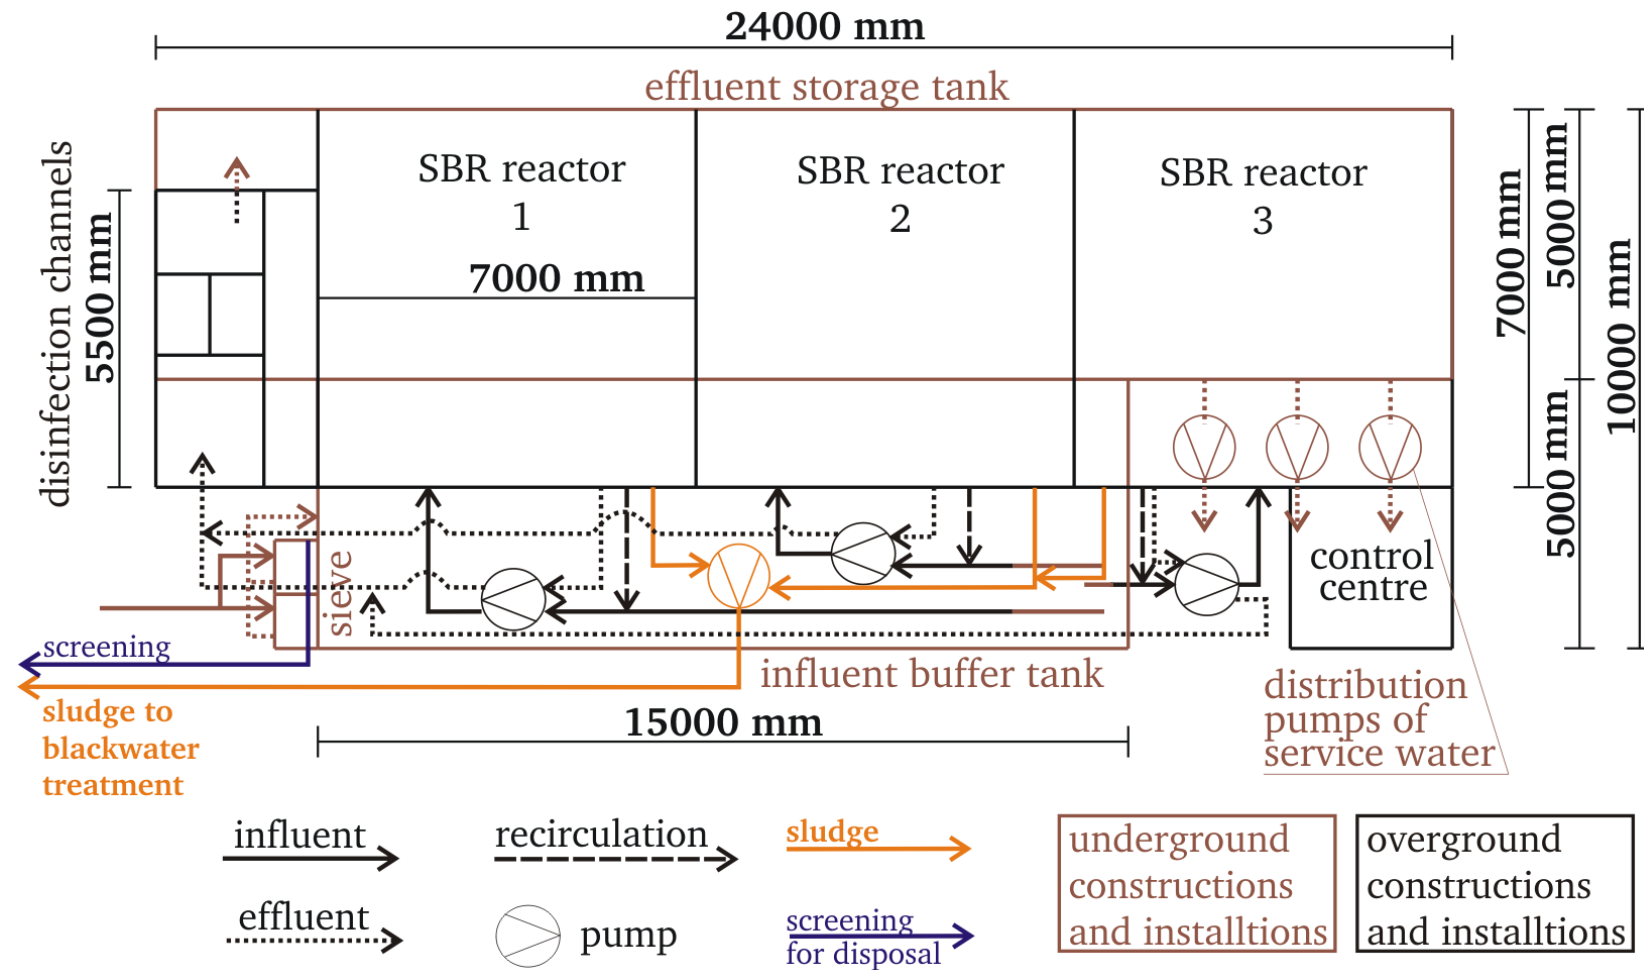 24000 mm
effluent storage tank
SBR reactor
1
SBR reactor
2
SBR reactor
3
7000 mm
disinfection channels
5500 mm
7000 mm
5000 mm
10000 mm
5000 mm
sieve
control
centre
screening
influent buffer tank
sludge to
blackwater
treatment
15000 mm
distribution
pumps of
service water
influent
recirculation
sludge
effluent
pump
screening
for disposal
underground
constructions
and installtions
overground
constructions
and installtions